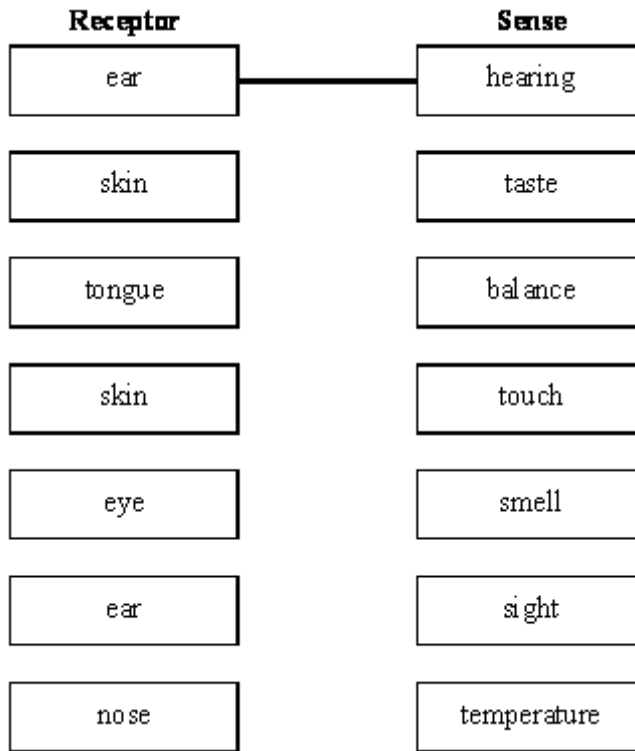 Receptor Sense
ear hearing
skin taste
tongue balance
skin touch
eye smell
ear sight
nose temperature